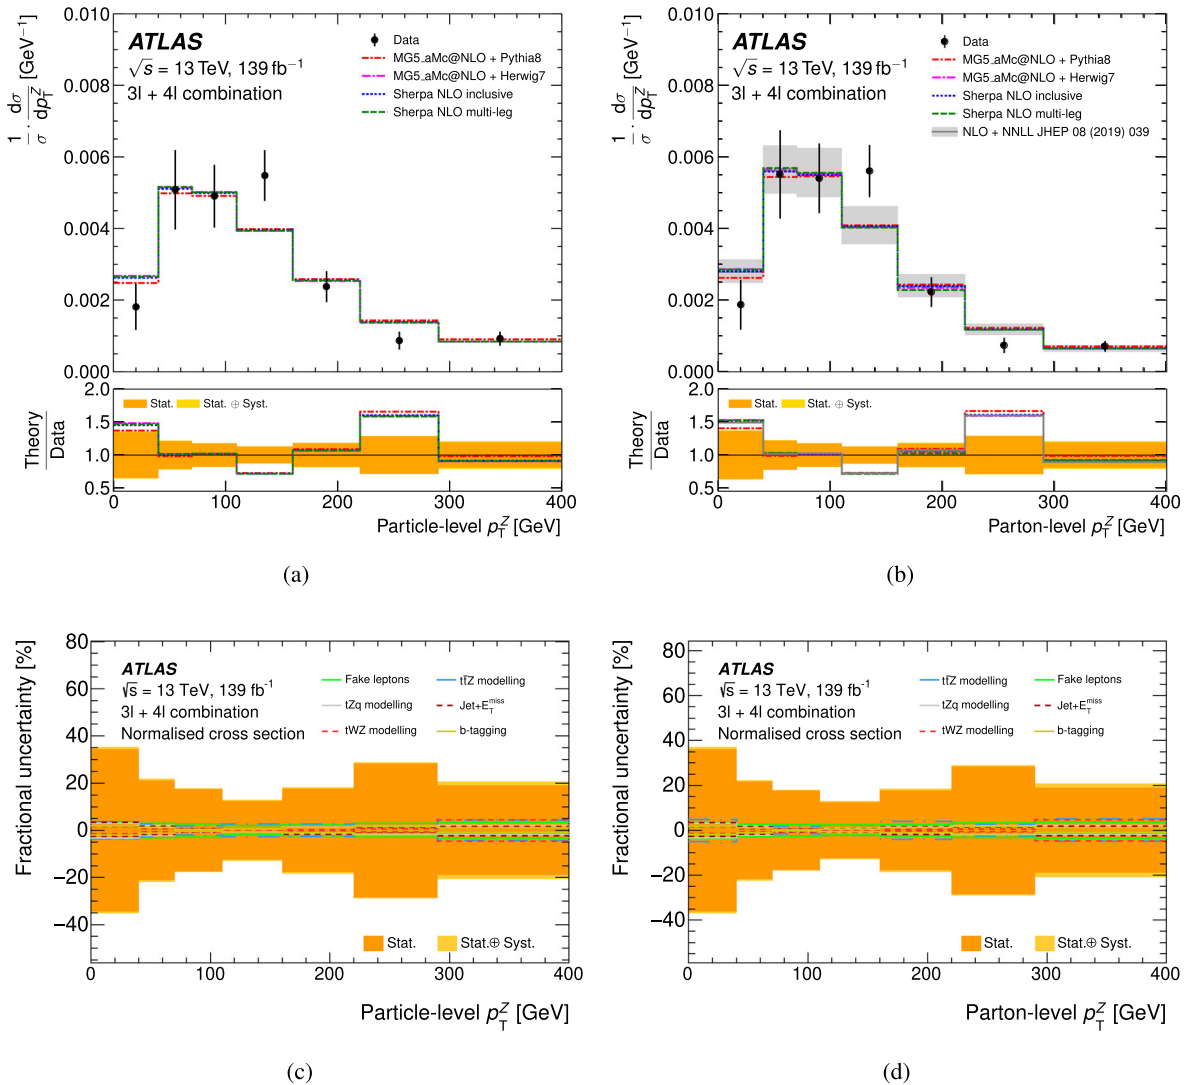 0.010
0.008
0.006
0.004
0.002
0.000
1/σ · dσ/dp_T^Z [GeV⁻¹]
ATLAS
√s = 13 TeV, 139 fb⁻¹
3l + 4l combination
Data
MG5_aMc@NLO + Pythia8
MG5_aMc@NLO + Herwig7
Sherpa NLO inclusive
Sherpa NLO multi-leg
2.0
1.5
1.0
0.5
Theory
Data
Stat.
Stat. ⊕ Syst.
0 100 200 300 400
Particle-level p_T^Z [GeV]
(a)
0.010
0.008
0.006
0.004
0.002
0.000
1/σ · dσ/dp_T^Z [GeV⁻¹]
ATLAS
√s = 13 TeV, 139 fb⁻¹
3l + 4l combination
Data
MG5_aMc@NLO + Pythia8
MG5_aMc@NLO + Herwig7
Sherpa NLO inclusive
Sherpa NLO multi-leg
NLO + NNLL JHEP 08 (2019) 039
2.0
1.5
1.0
0.5
Theory
Data
Stat.
Stat. ⊕ Syst.
0 100 200 300 400
Parton-level p_T^Z [GeV]
(b)
80
60
40
20
0
−20
−40
Fractional uncertainty [%]
ATLAS
√s = 13 TeV, 139 fb⁻¹
3l + 4l combination
Normalised cross section
Fake leptons
tt̄Z modelling
tZq modelling
Jet+E_T^miss
tWZ modelling
b-tagging
Stat.
Stat.⊕ Syst.
0 100 200 300 400
Particle-level p_T^Z [GeV]
(c)
80
60
40
20
0
−20
−40
Fractional uncertainty [%]
ATLAS
√s = 13 TeV, 139 fb⁻¹
3l + 4l combination
Normalised cross section
tt̄Z modelling
Fake leptons
tZq modelling
Jet+E_T^miss
tWZ modelling
b-tagging
Stat.
Stat.⊕ Syst.
0 100 200 300 400
Parton-level p_T^Z [GeV]
(d)